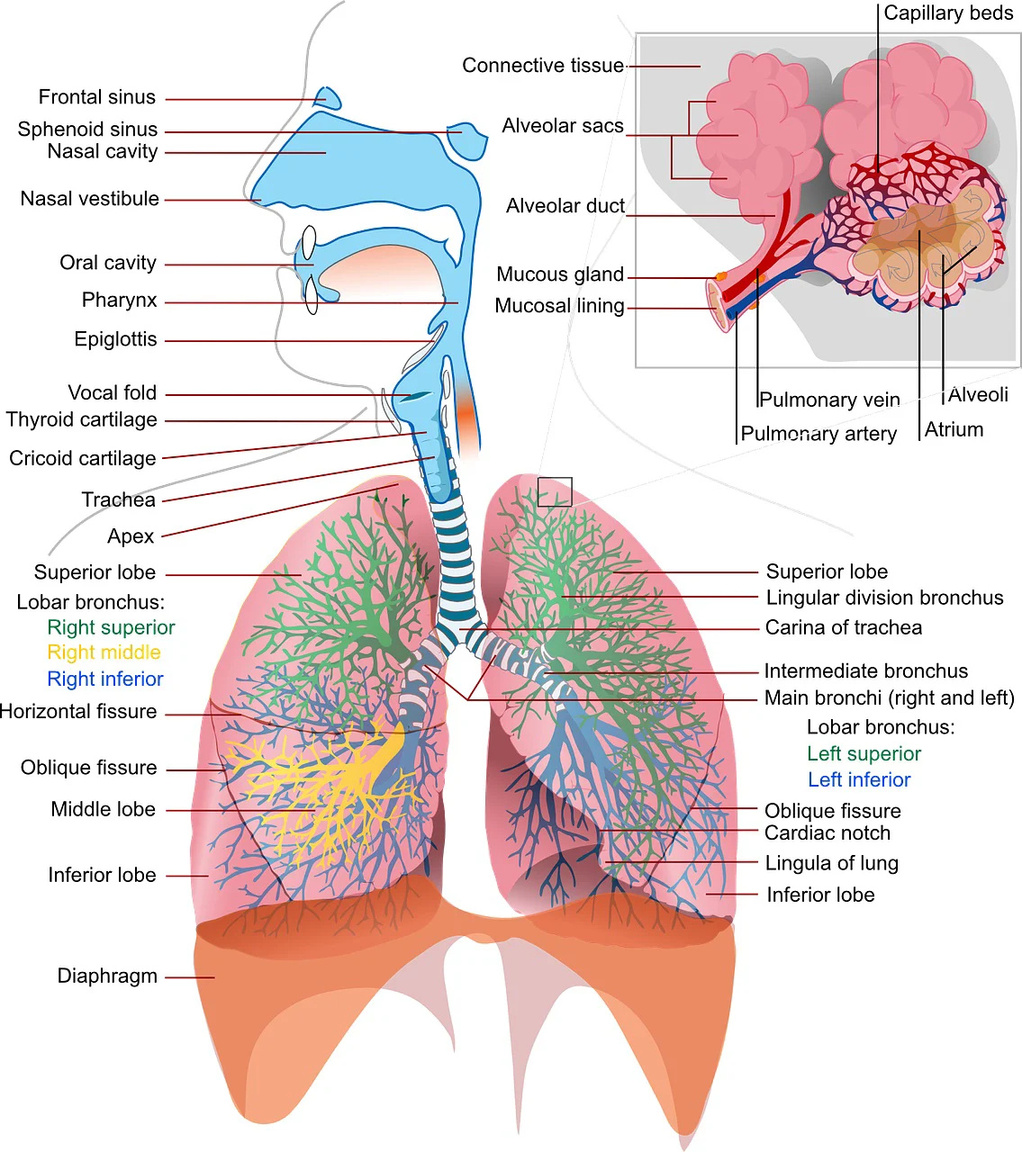 Capillary beds
Connective tissue
Frontal sinus
Alveolar sacs
Sphenoid sinus
Nasal cavity
Nasal vestibule
Alveolar duct
Oral cavity
Mucous gland
Pharynx
Mucosal lining
Epiglottis
Vocal fold
Alveoli
Pulmonary vein
Thyroid cartilage
Atrium
Pulmonary artery
Cricoid cartilage
Trachea
Apex
Superior lobe
Lobar bronchus:
Right superior
Right middle
Right inferior
Horizontal fissure
Oblique fissure
Middle lobe
Inferior lobe
Diaphragm
Superior lobe
Lingular division bronchus
Carina of trachea
Intermediate bronchus
Main bronchi (right and left)
Lobar bronchus:
Left superior
Left inferior
Oblique fissure
Cardiac notch
Lingula of lung
Inferior lobe